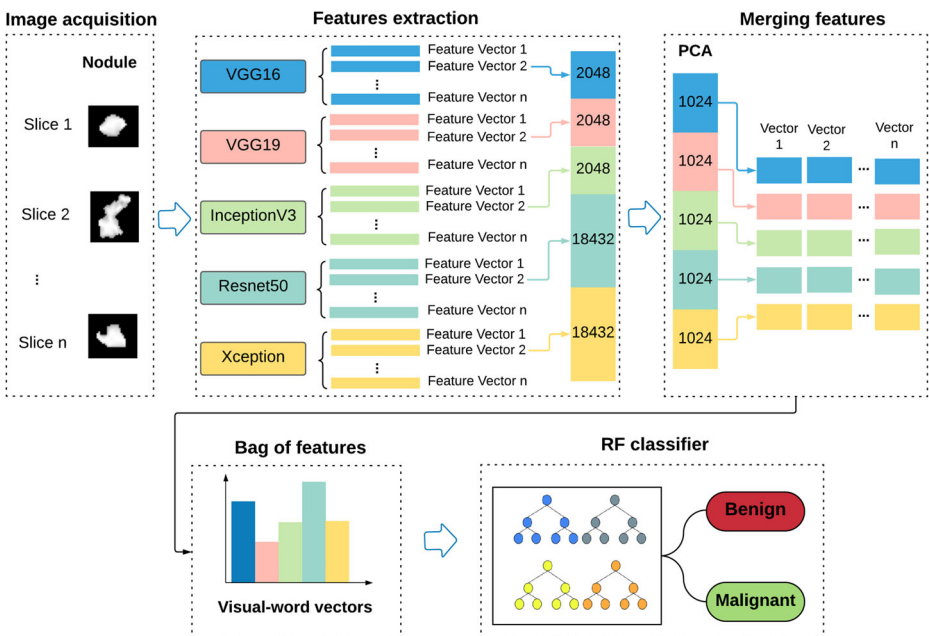 Image acquisition
Features extraction
Merging features
Nodule
Slice 1
Slice 2
...
Slice n
VGG16
Feature Vector 1
Feature Vector 2
...
Feature Vector n
VGG19
Feature Vector 1
Feature Vector 2
...
Feature Vector n
InceptionV3
Feature Vector 1
Feature Vector 2
...
Feature Vector n
Resnet50
Feature Vector 1
Feature Vector 2
...
Feature Vector n
Xception
Feature Vector 1
Feature Vector 2
...
Feature Vector n
2048
2048
2048
18432
18432
PCA
1024
1024
1024
1024
1024
Vector
1
Vector
2
Vector
n
...
...
...
...
...
Bag of features
Visual-word vectors
RF classifier
Benign
Malignant